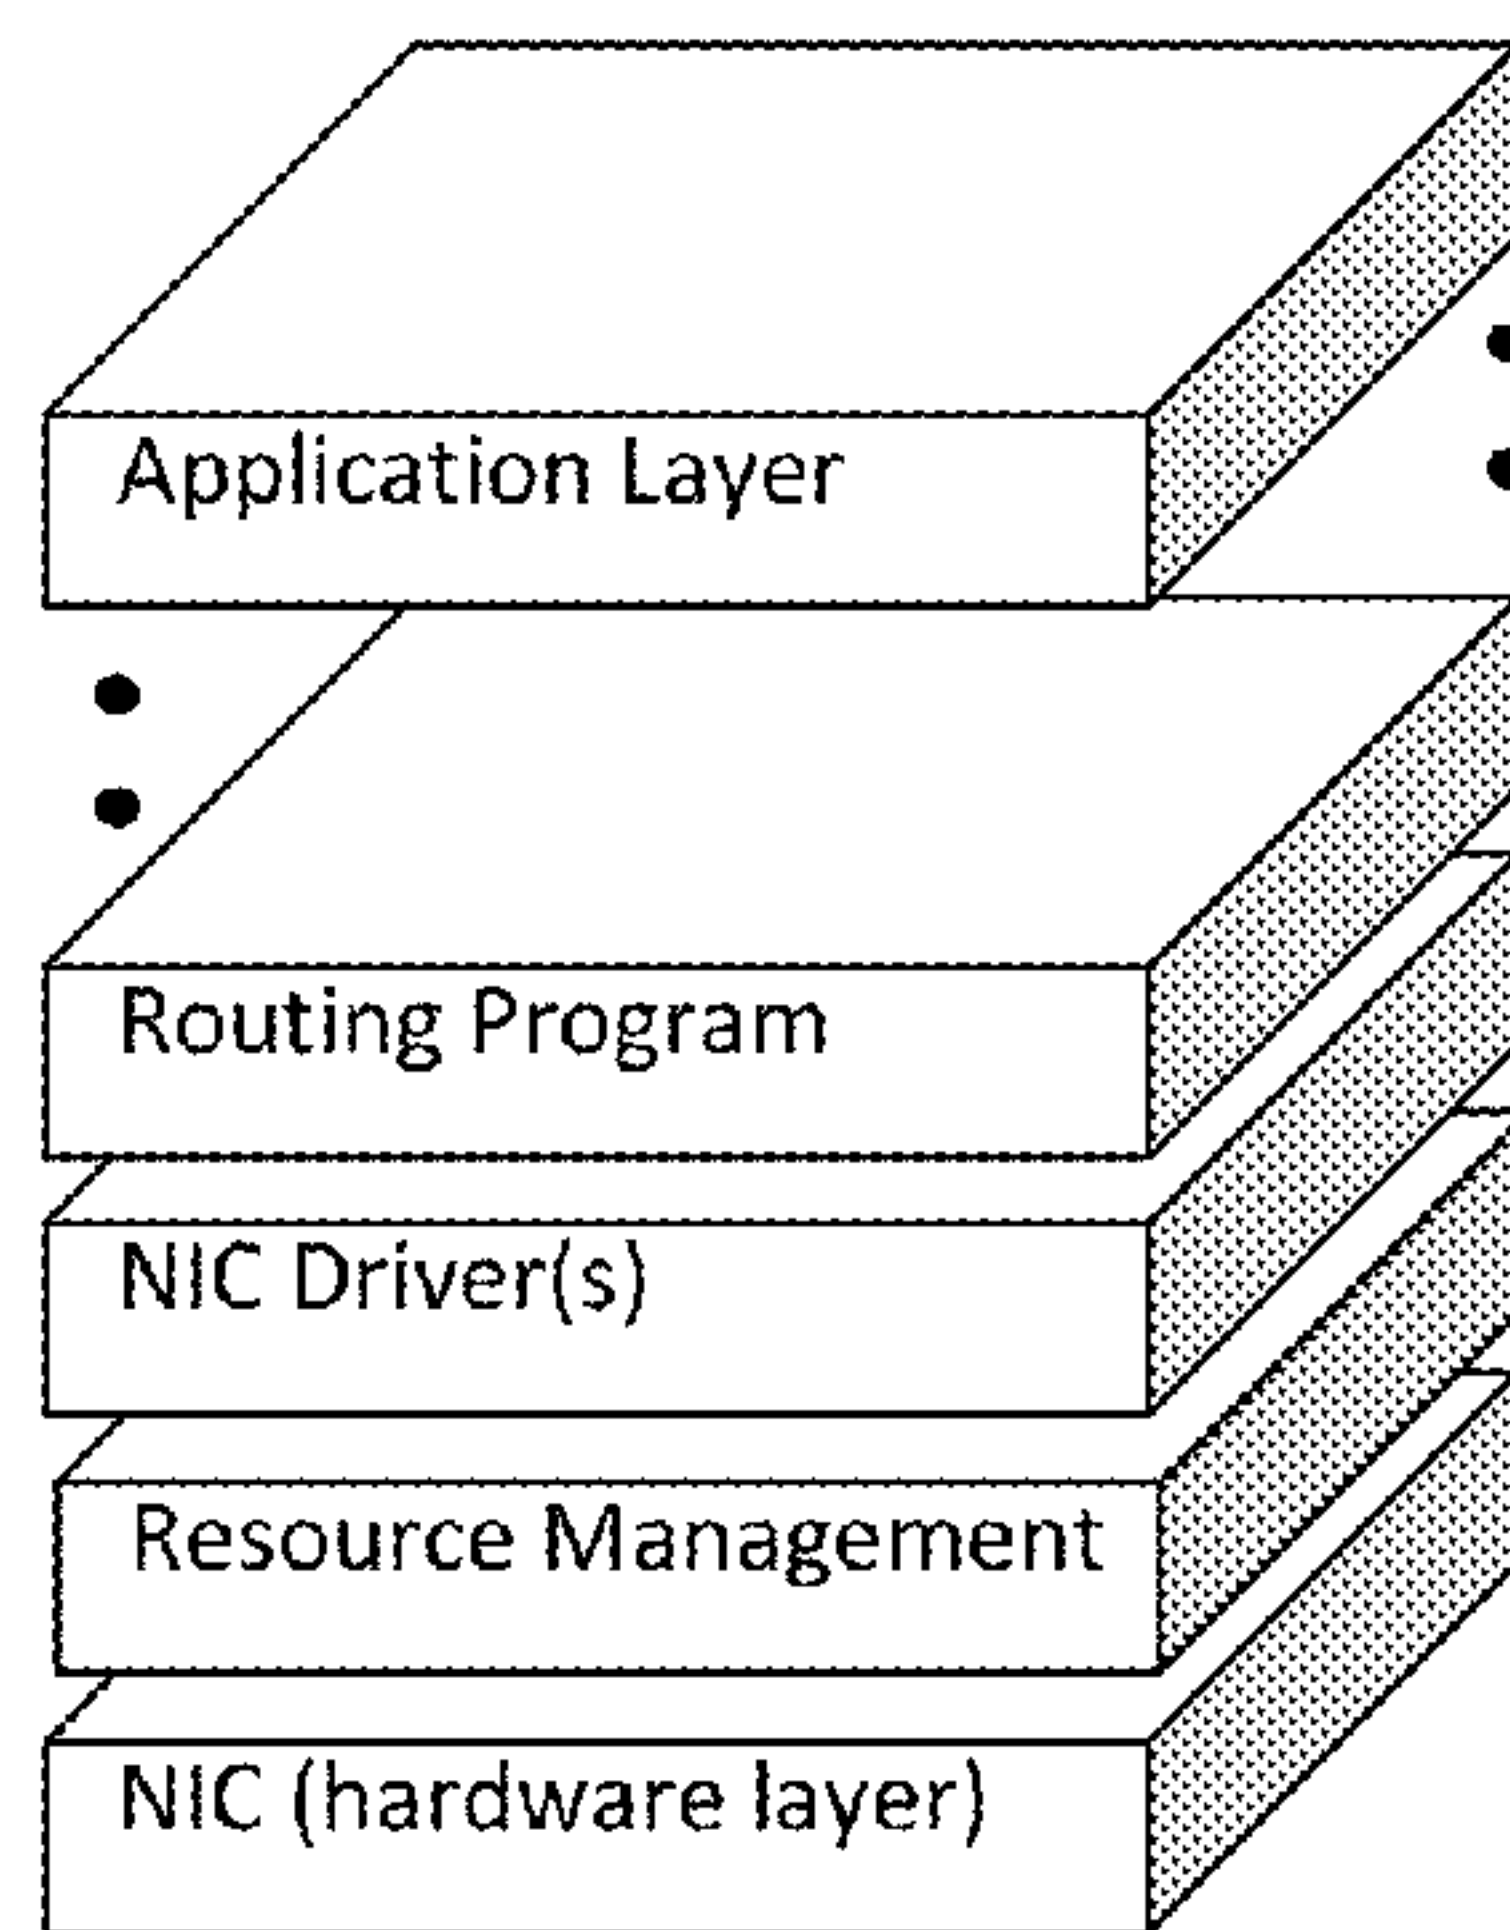 Application Layer
Routing Program
NIC Driver(s)
Resource Management
NIC (hardware layer)